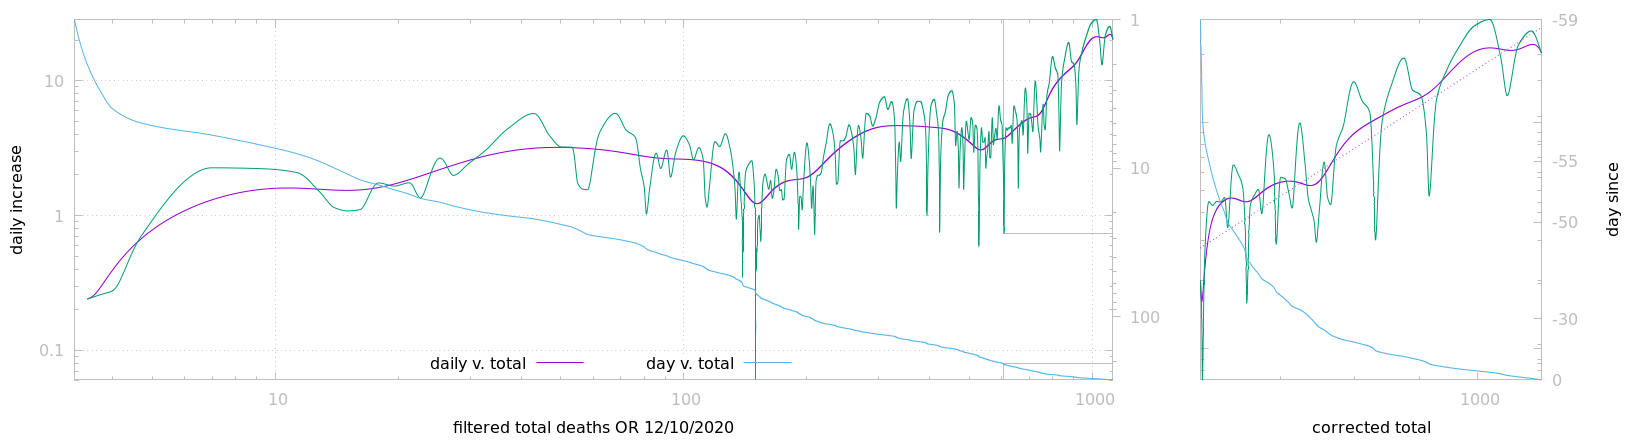 daily increase
10
1
0.1
1
10
100
daily v. total
day v. total
10
100
1000
filtered total deaths OR 12/10/2020
-59
-55
-50
-30
0
day since
1000
corrected total